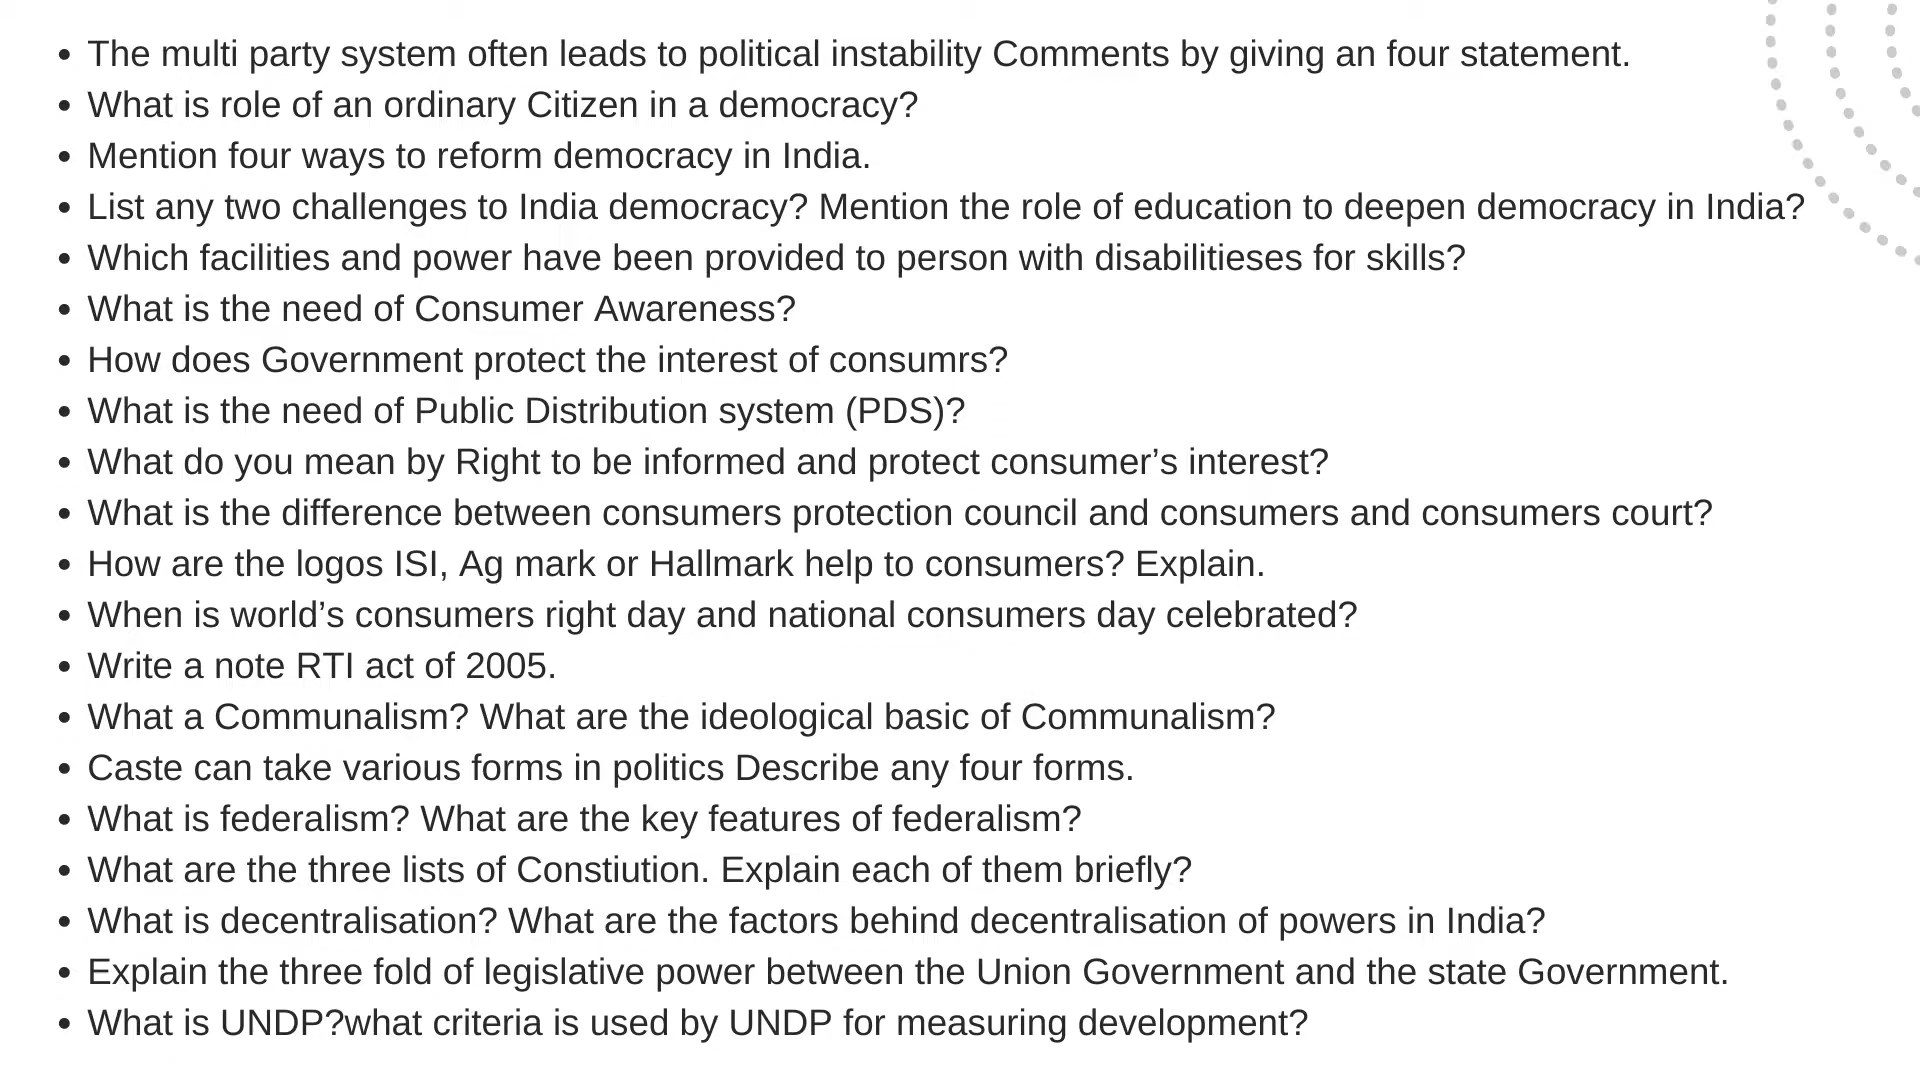 • The multi party system often leads to political instability Comments by giving an four statement.
• What is role of an ordinary Citizen in a democracy?
• Mention four ways to reform democracy in India.
• List any two challenges to India democracy? Mention the role of education to deepen democracy in India?
• Which facilities and power have been provided to person with disabilitieses for skills?
• What is the need of Consumer Awareness?
• How does Government protect the interest of consumrs?
• What is the need of Public Distribution system (PDS)?
• What do you mean by Right to be informed and protect consumer’s interest?
• What is the difference between consumers protection council and consumers and consumers court?
• How are the logos ISI, Ag mark or Hallmark help to consumers? Explain.
• When is world’s consumers right day and national consumers day celebrated?
• Write a note RTI act of 2005.
• What a Communalism? What are the ideological basic of Communalism?
• Caste can take various forms in politics Describe any four forms.
• What is federalism? What are the key features of federalism?
• What are the three lists of Constiution. Explain each of them briefly?
• What is decentralisation? What are the factors behind decentralisation of powers in India?
• Explain the three fold of legislative power between the Union Government and the state Government.
• What is UNDP?what criteria is used by UNDP for measuring development?